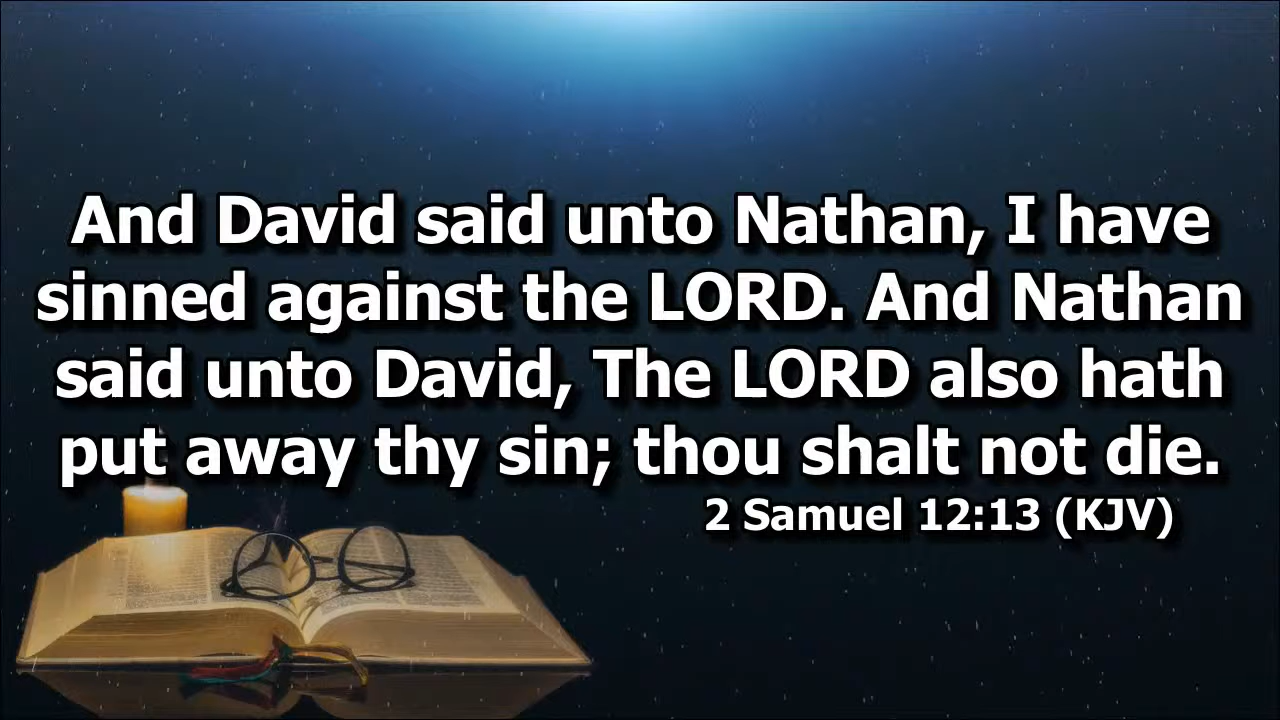 And David said unto Nathan, I have
sinned against the LORD. And Nathan
said unto David, The LORD also hath
put away thy sin; thou shalt not die.
2 Samuel 12:13 (KJV)